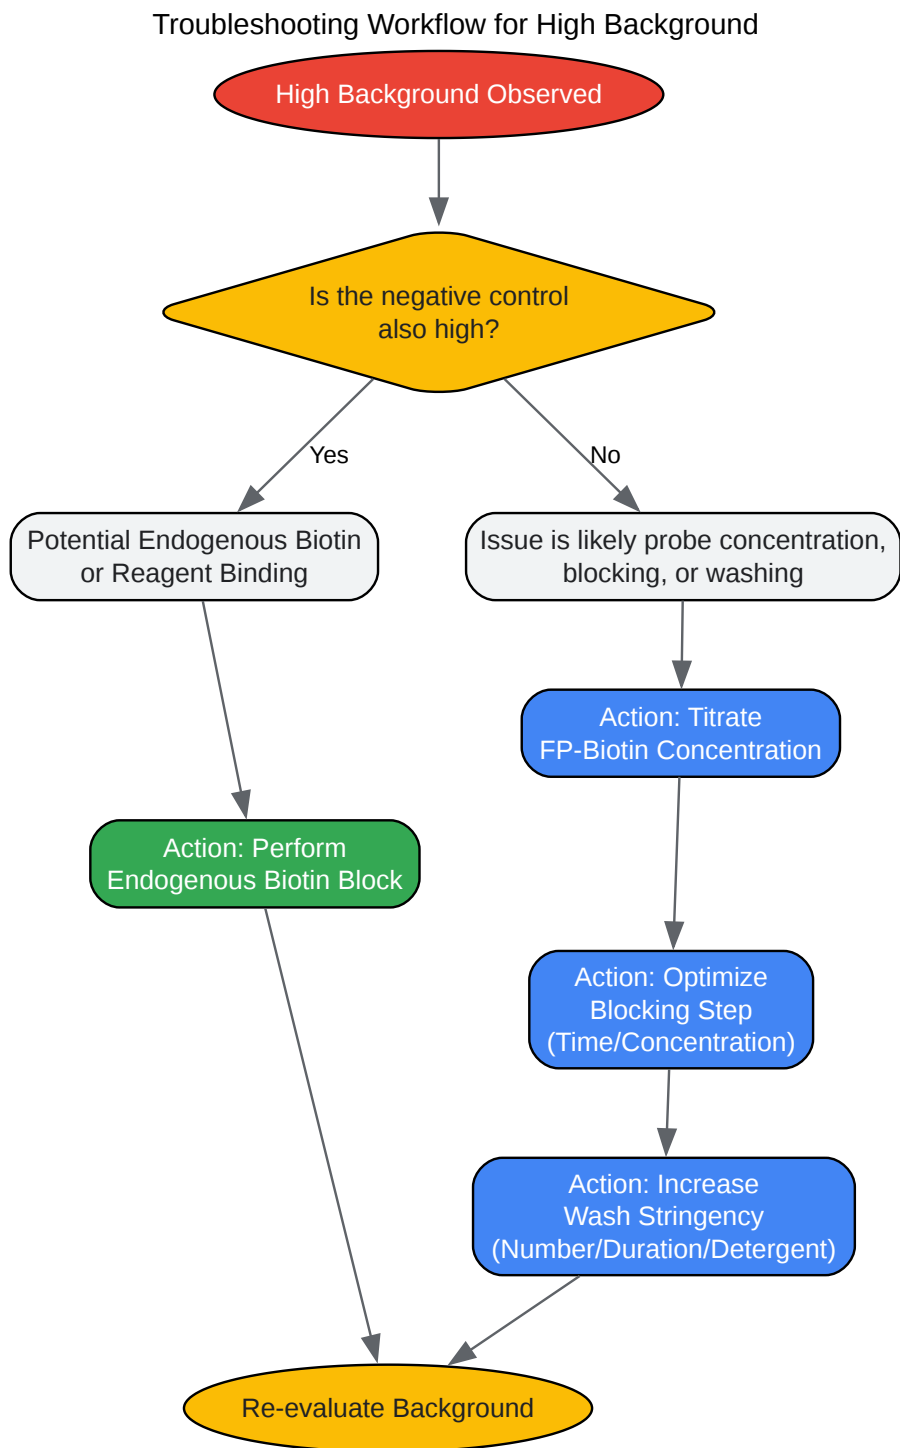 Troubleshooting Workflow for High Background
High Background Observed
Is the negative control
also high?
Yes
No
Potential Endogenous Biotin
or Reagent Binding
Issue is likely probe concentration,
blocking, or washing
Action: Titrate
FP-Biotin Concentration
Action: Perform
Endogenous Biotin Block
Action: Optimize
Blocking Step
(Time/Concentration)
Action: Increase
Wash Stringency
(Number/Duration/Detergent)
Re-evaluate Background